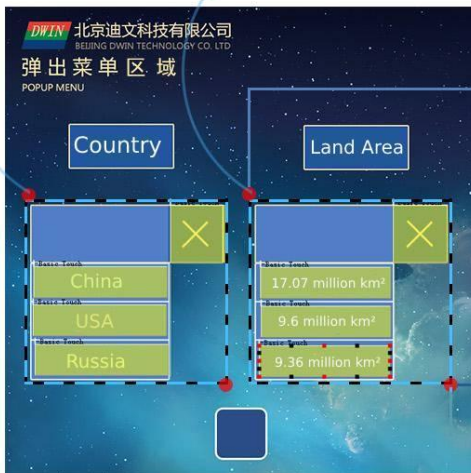 DWIN 北京迪文科技有限公司
BEIJING DWIN TECHNOLOGY CO. LTD
弹出菜单区域
POPUP MENU
Country
Land Area
Basic Touch
China
Basic Touch
USA
Basic Touch
Russia
Basic Touch
17.07 million km²
Basic Touch
9.6 million km²
Basic Touch
9.36 million km²